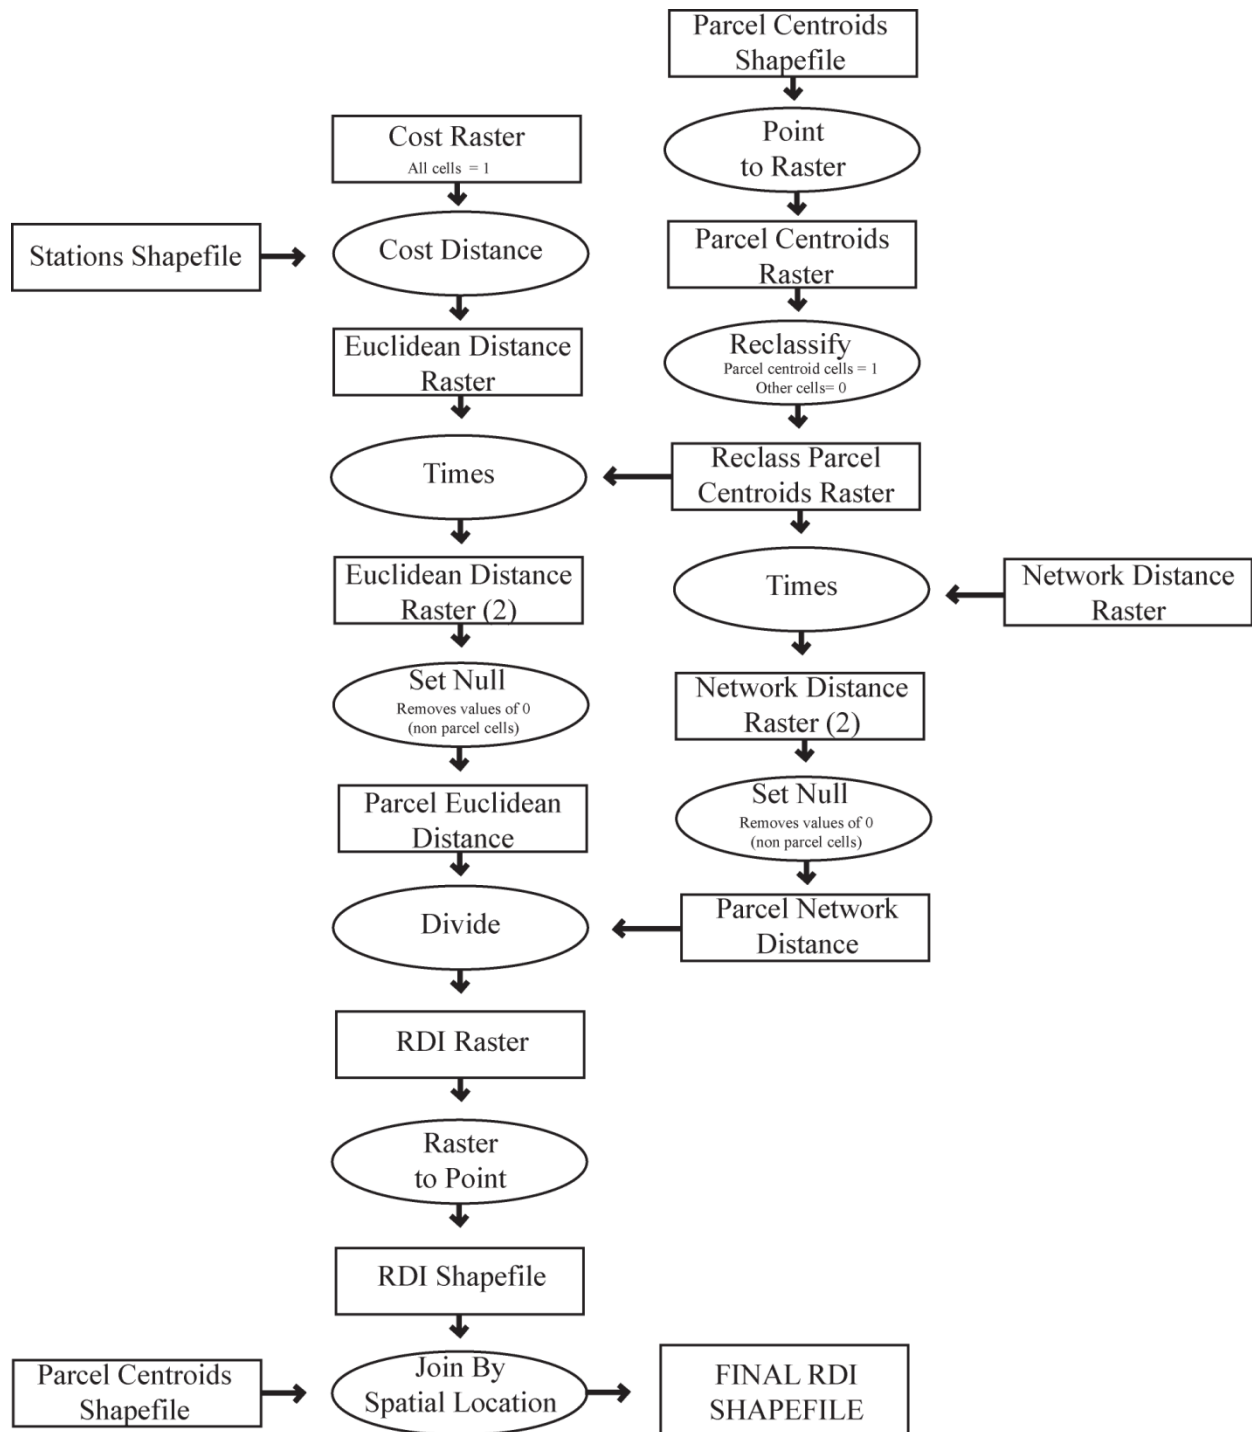 Parcel Centroids
Shapefile
Point
to Raster
Cost Raster
All cells = 1
Stations Shapefile
Cost Distance
Parcel Centroids
Raster
Euclidean Distance
Raster
Reclassify
Parcel centroid cells = 1
Other cells= 0
Times
Reclass Parcel
Centroids Raster
Euclidean Distance
Raster (2)
Times
Network Distance
Raster
Set Null
Removes values of 0
(non parcel cells)
Network Distance
Raster (2)
Parcel Euclidean
Distance
Set Null
Removes values of 0
(non parcel cells)
Divide
Parcel Network
Distance
RDI Raster
Raster
to Point
RDI Shapefile
Parcel Centroids
Shapefile
Join By
Spatial Location
FINAL RDI
SHAPEFILE